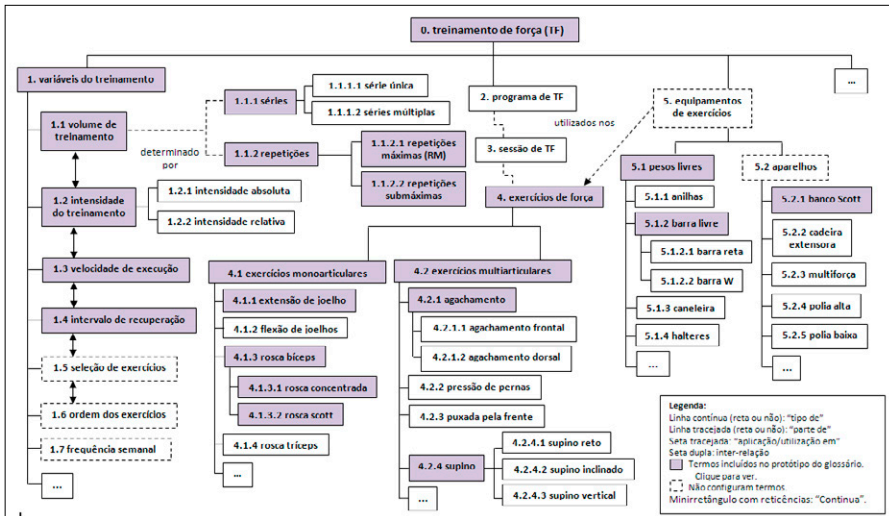 0. treinamento de força (TF)
1. variáveis do treinamento
1.1 volume de
treinamento
determinado
por
1.1.1 séries
1.1.1.1 série única
1.1.1.2 séries múltiplas
1.1.2 repetições
1.1.2.1 repetições
máximas (RM)
1.1.2.2 repetições
submáximas
1.2 intensidade
do treinamento
1.2.1 intensidade absoluta
1.2.2 intensidade relativa
1.3 velocidade de execução
1.4 intervalo de recuperação
1.5 seleção de exercícios
1.6 ordem dos exercícios
1.7 frequência semanal
...
2. programa de TF
3. sessão de TF
utilizados nos
4. exercícios de força
4.1 exercícios monoarticulares
4.1.1 extensão de joelho
4.1.2 flexão de joelhos
4.1.3 rosca bíceps
4.1.3.1 rosca concentrada
4.1.3.2 rosca scott
4.1.4 rosca tríceps
...
4.2 exercícios multiarticulares
4.2.1 agachamento
4.2.1.1 agachamento frontal
4.2.1.2 agachamento dorsal
4.2.2 pressão de pernas
4.2.3 puxada pela frente
4.2.4 supino
4.2.4.1 supino reto
4.2.4.2 supino inclinado
4.2.4.3 supino vertical
...
5. equipamentos
de exercícios
5.1 pesos livres
5.1.1 anilhas
5.1.2 barra livre
5.1.2.1 barra reta
5.1.2.2 barra W
5.1.3 caneleira
5.1.4 halteres
...
5.2 aparelhos
5.2.1 banco Scott
5.2.2 cadeira
extensora
5.2.3 multiforça
5.2.4 polia alta
5.2.5 polia baixa
...
...
Legenda:
Linha contínua (reta ou não): "tipo de"
Linha tracejada (reta ou não): "parte de"
Seta tracejada: "aplicação/utilização em"
Seta dupla: inter-relação
Termos incluídos no protótipo do glossário.
Clique para ver.
Não configuram termos.
Minirretângulo com reticências: "Continua".